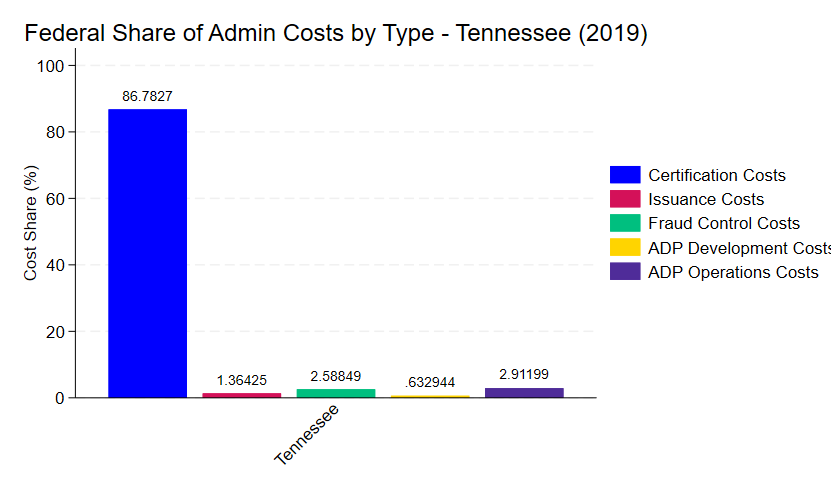 Federal Share of Admin Costs by Type - Tennessee (2019)
Cost Share (%)
100
80
60
40
20
0
86.7827
1.36425
2.58849
.632944
2.91199
Tennessee
Certification Costs
Issuance Costs
Fraud Control Costs
ADP Development Costs
ADP Operations Costs